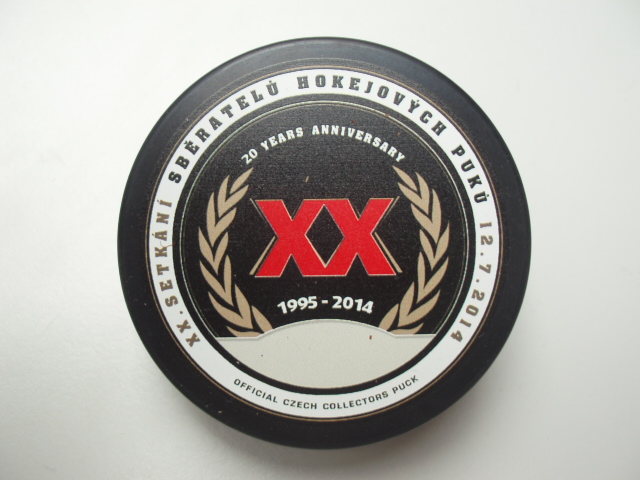 XX. SETKÁNÍ SBĚRATELŮ HOKEJOVÝCH PUKŮ 12.7.2014
20 YEARS ANNIVERSARY
XX
1995 - 2014
OFFICIAL CZECH COLLECTORS PUCK